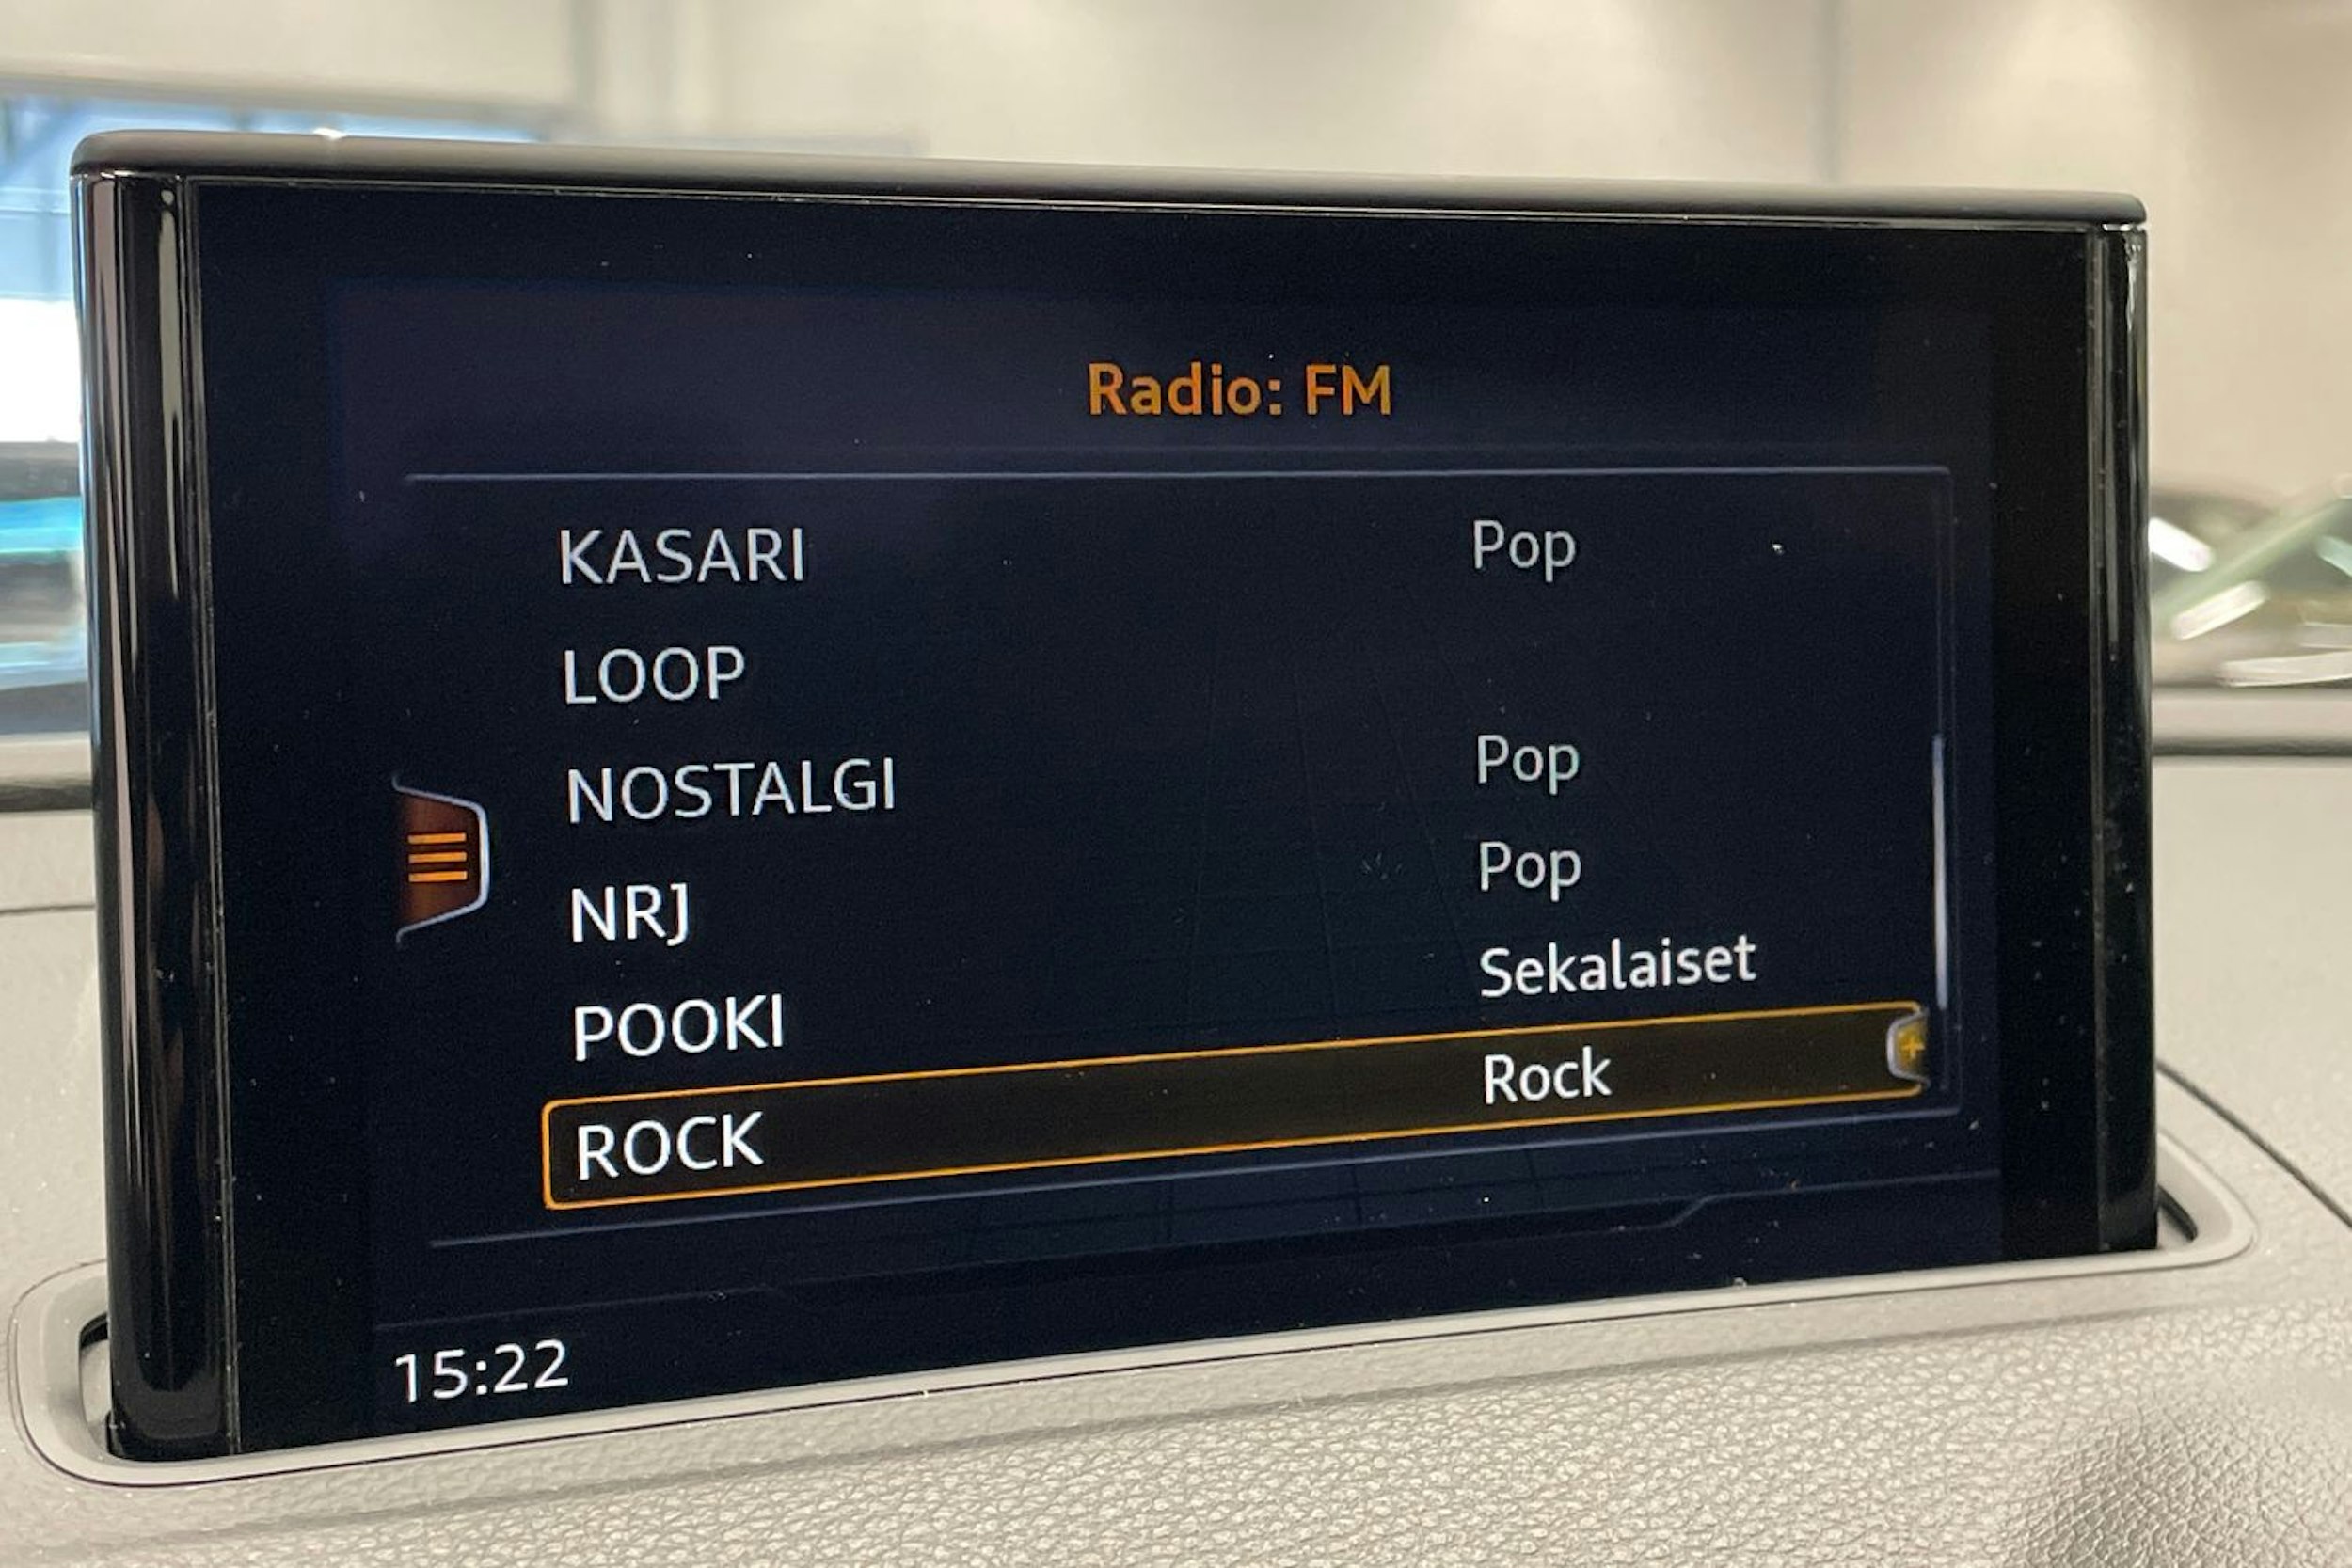 Radio: FM
KASARI Pop
LOOP
NOSTALGI Pop
NRJ Pop
POOKI Sekalaiset
ROCK Rock
15:22